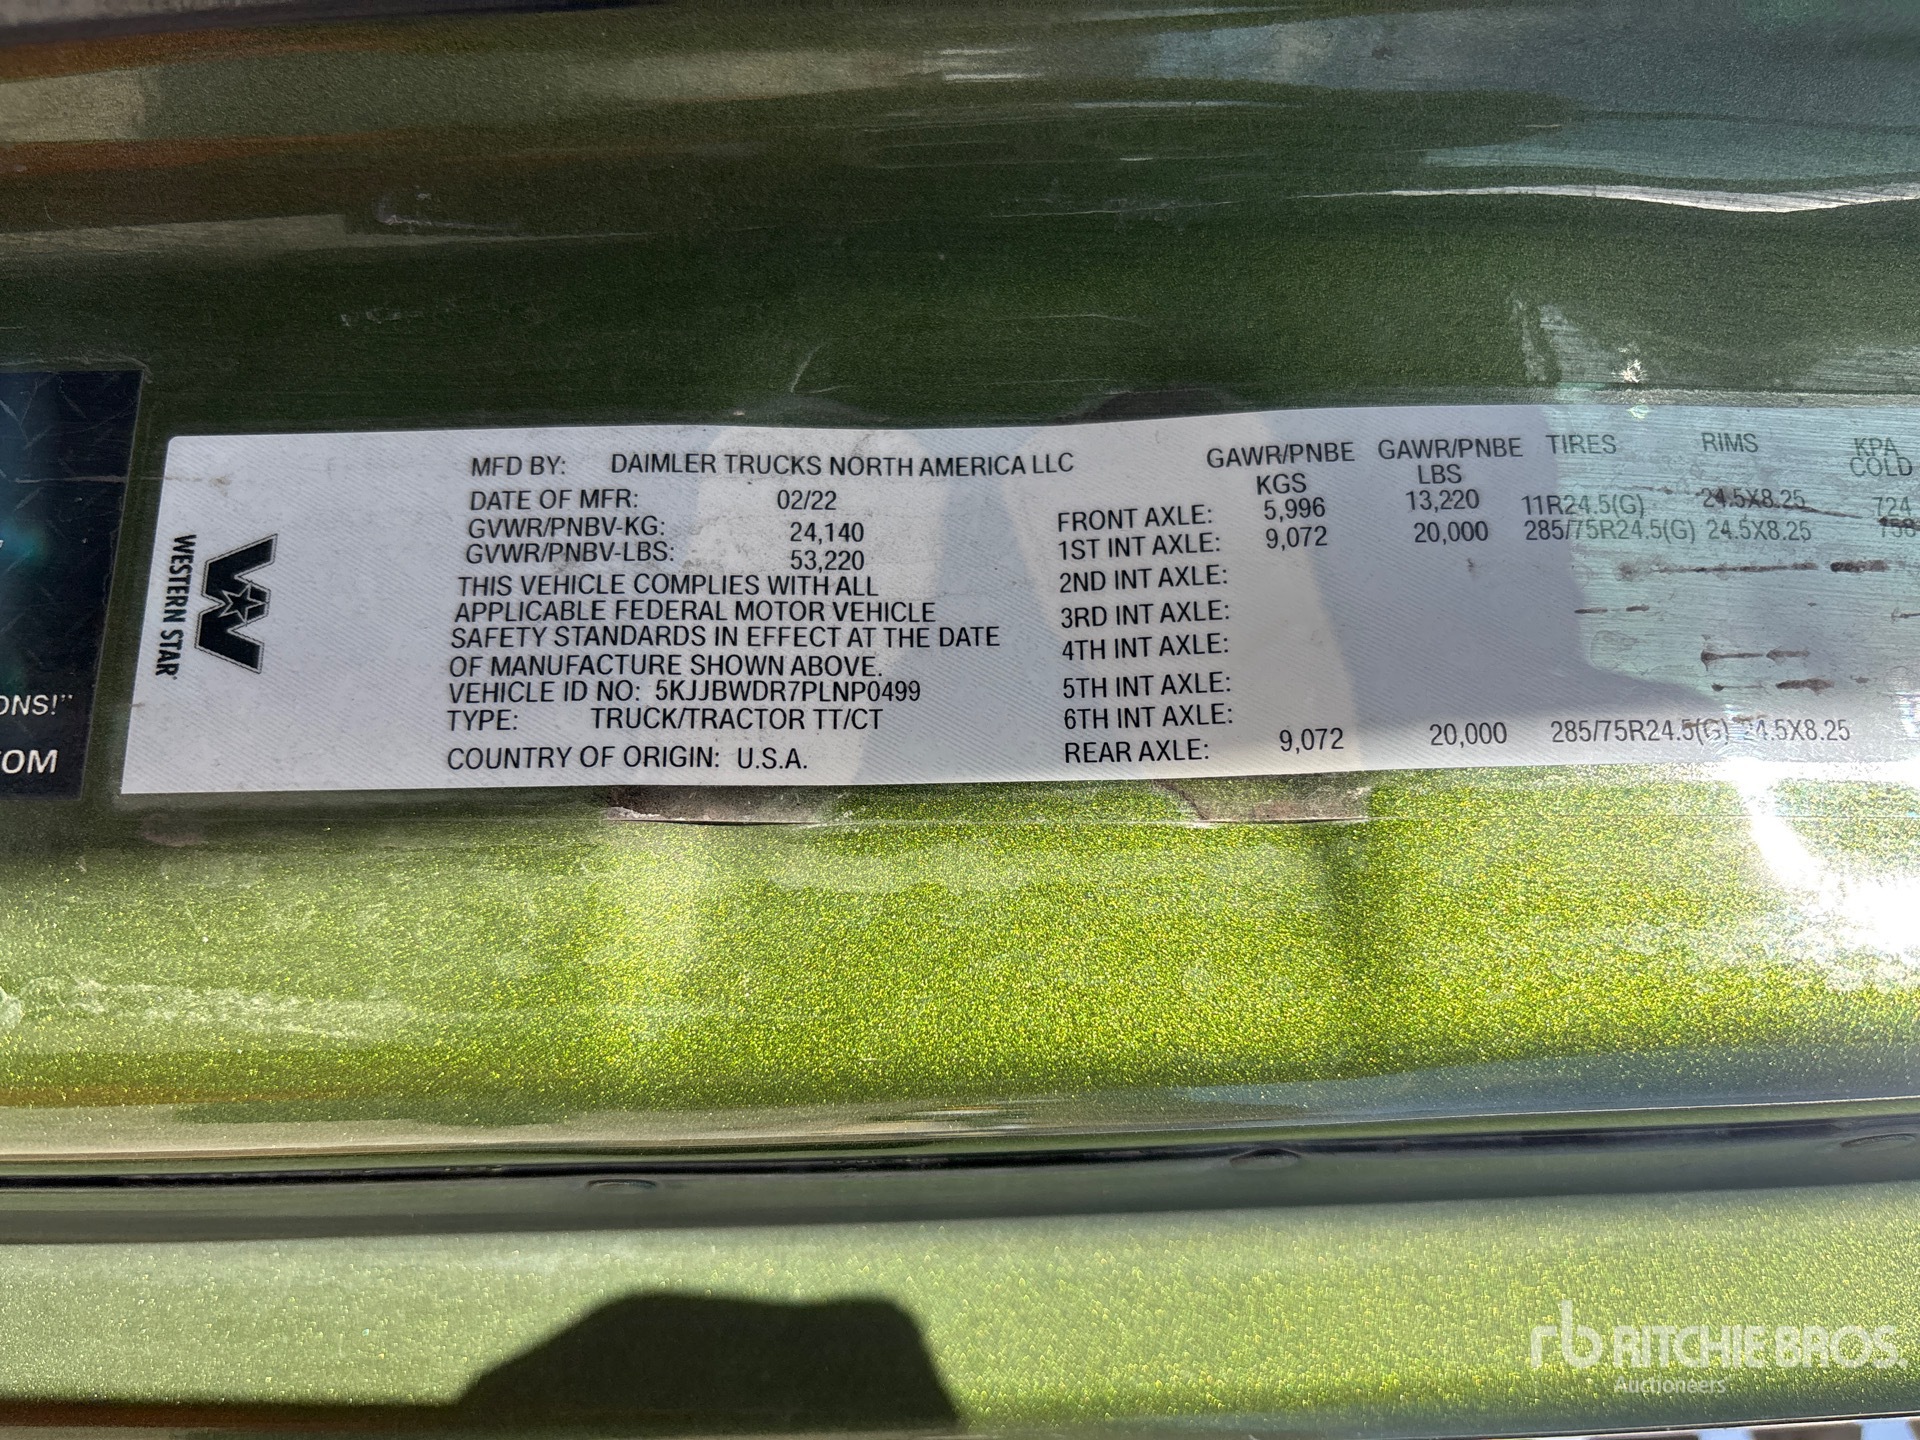 ONS!"
OM
WESTERN STAR
MFD BY: DAIMLER TRUCKS NORTH AMERICA LLC
DATE OF MFR: 02/22
GVWR/PNBV-KG: 24,140
GVWR/PNBV-LBS: 53,220
THIS VEHICLE COMPLIES WITH ALL
APPLICABLE FEDERAL MOTOR VEHICLE
SAFETY STANDARDS IN EFFECT AT THE DATE
OF MANUFACTURE SHOWN ABOVE.
VEHICLE ID NO: 5KJJBWDR7PLNP0499
TYPE: TRUCK/TRACTOR TT/CT
COUNTRY OF ORIGIN: U.S.A.
GAWR/PNBE KGS GAWR/PNBE LBS TIRES RIMS KPA COLD
FRONT AXLE: 5,996 13,220 11R24.5(G) 24.5X8.25 724
1ST INT AXLE: 9,072 20,000 285/75R24.5(G) 24.5X8.25
2ND INT AXLE:
3RD INT AXLE:
4TH INT AXLE:
5TH INT AXLE:
6TH INT AXLE:
REAR AXLE: 9,072 20,000 285/75R24.5(G) 24.5X8.25
rb RITCHIE BROS.
Auctioneers